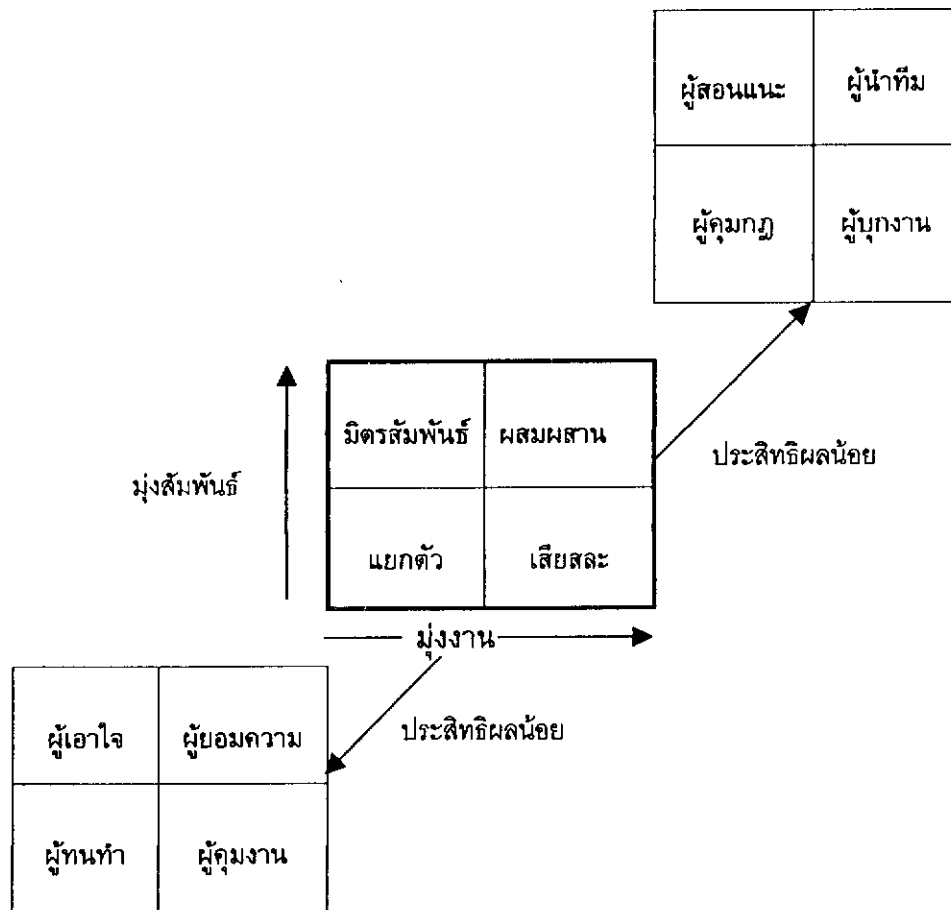 ผู้สอนแนะ ผู้นำทีม
ผู้คุมกฎ ผู้บุกงาน
มิตรสัมพันธ์ ผสมผสาน
ประสิทธิผลน้อย
มุ่งสัมพันธ์
แยกตัว เสียสละ
มุ่งงาน
ผู้เอาใจ ผู้ยอมความ
ประสิทธิผลน้อย
ผู้ทนทำ ผู้คุมงาน